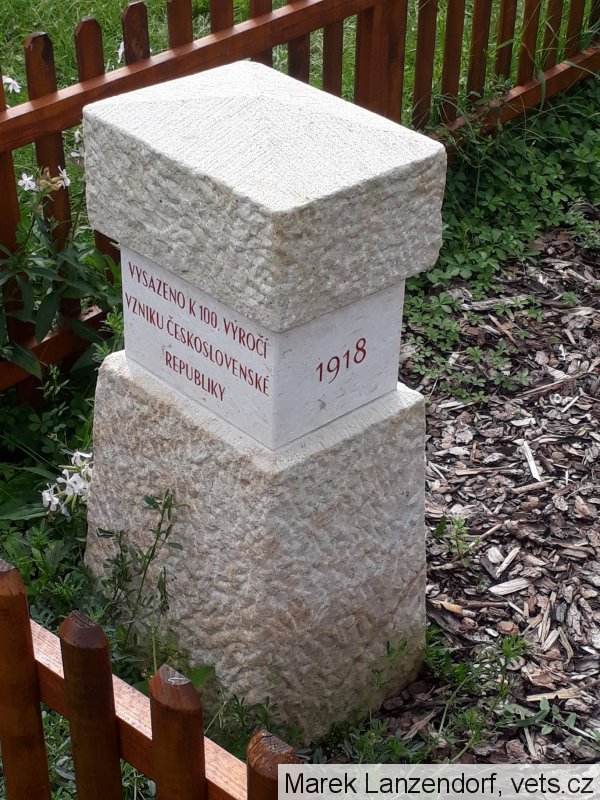 VYSAZENO K 100. VÝROČÍ
VZNIKU ČESKOSLOVENSKÉ
REPUBLIKY
1918
Marek Lanzendorf, vets.cz